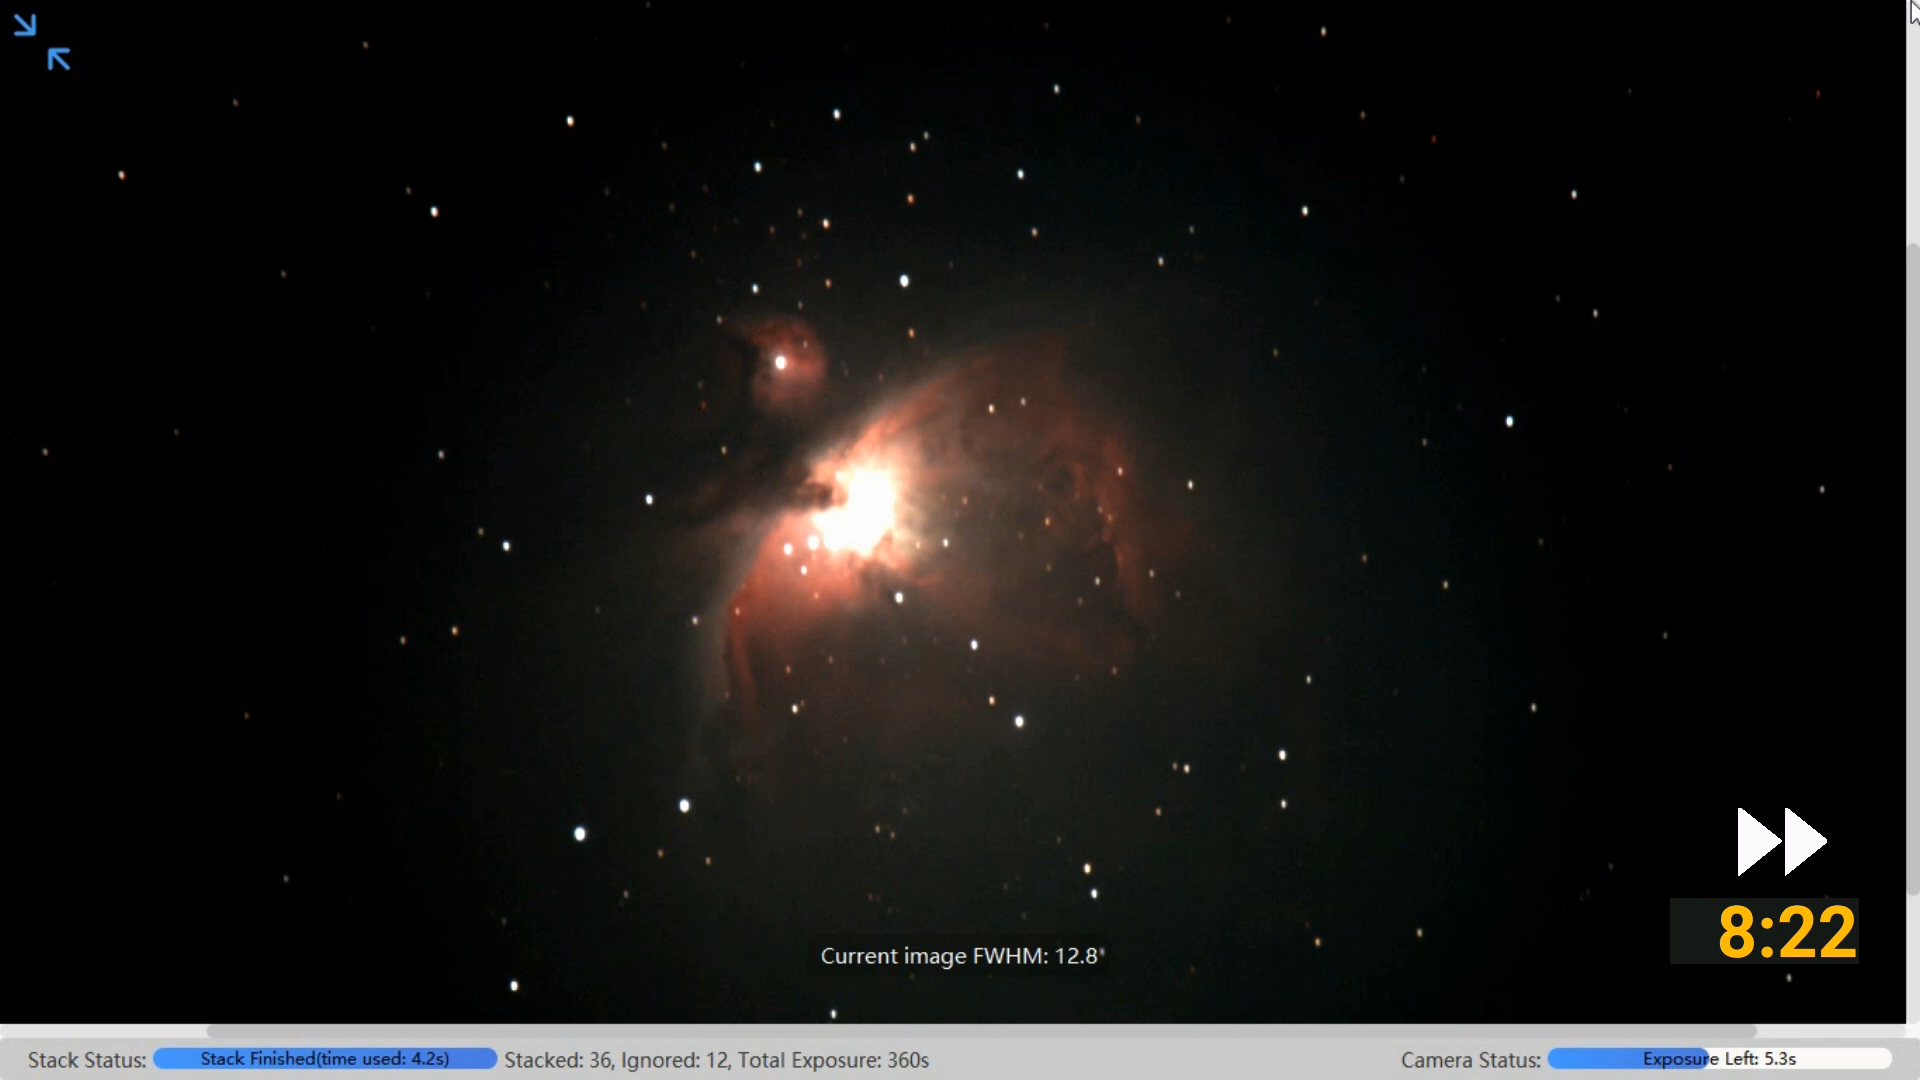 8:22
Current image FWHM: 12.8"
Stack Status: Stack Finished(time used: 4.2s) Stacked: 36, Ignored: 12, Total Exposure: 360s
Camera Status: Exposure Left: 5.3s